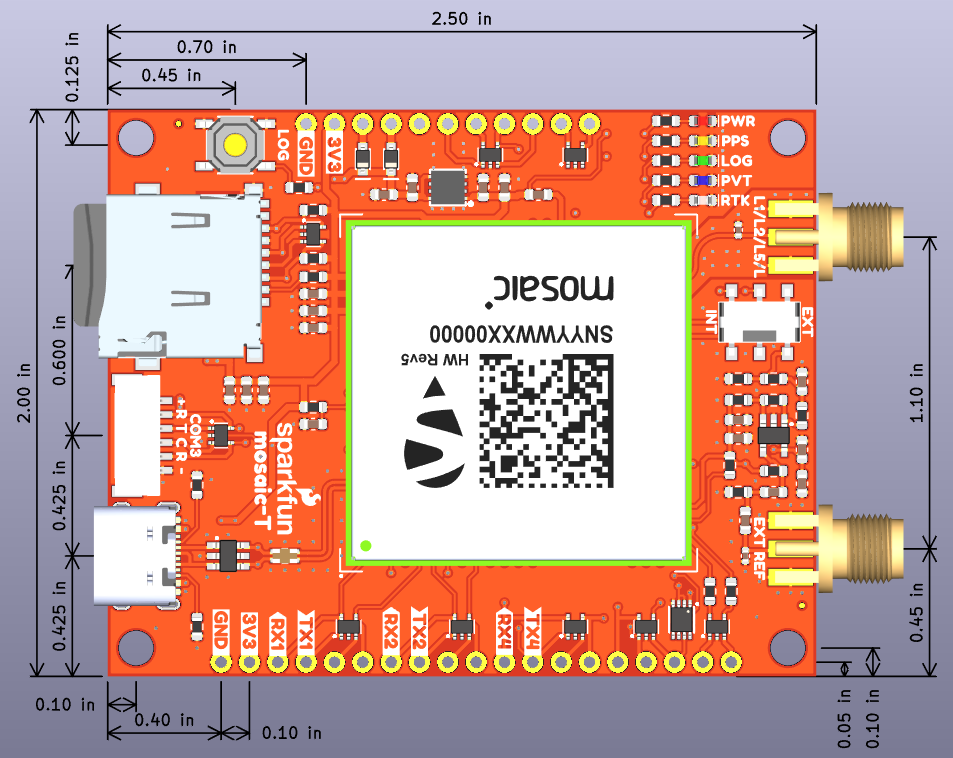 2.50 in
0.70 in
0.45 in
0.125 in
2.00 in
0.600 in
0.425 in
0.425 in
LOG
GND
3V3
PWR
PPS
LOG
PVT
RTK
L1/L2/L5/L
INT
EXT
mosaic
SNYYWWXX00000
HW Rev5
+
R
T
C
R
-
COM3
sparkfun
mosaic-T
EXT REF
1.10 in
0.45 in
GND
3V3
RX1
TX1
RX2
TX2
RX4
TX4
0.10 in
0.40 in
0.10 in
0.05 in
0.10 in